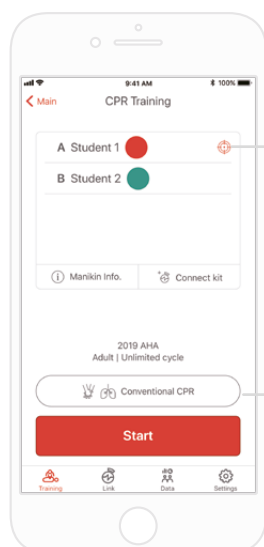 9:41 AM
100%
Main
CPR Training
A Student 1
B Student 2
Manikin Info.
Connect kit
2019 AHA
Adult | Unlimited cycle
Conventional CPR
Start
Training
Link
Data
Settings